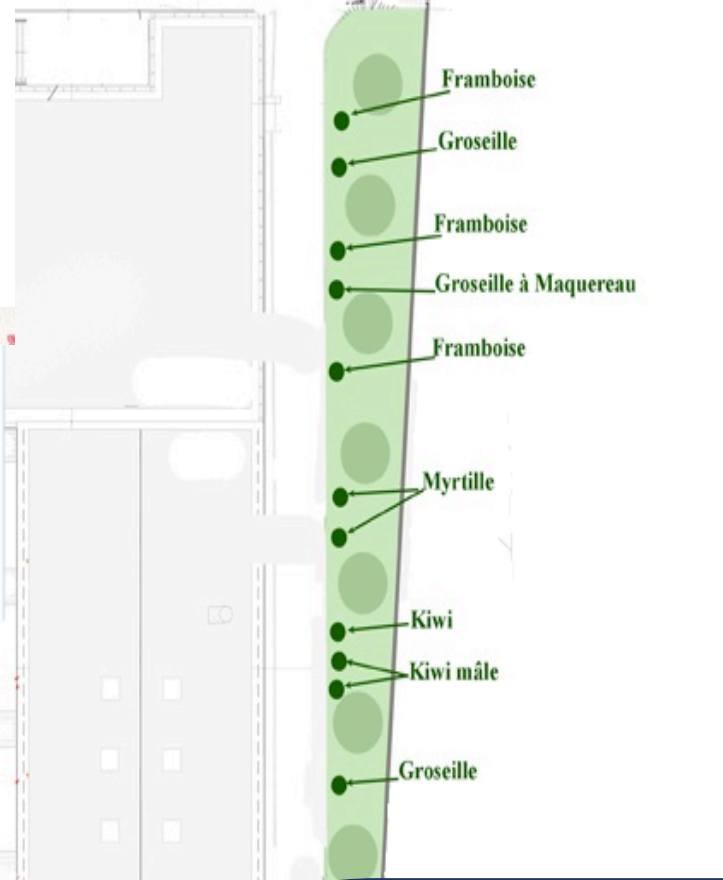 Framboise
Groseille
Framboise
Groseille à Maquereau
Framboise
Myrtille
Kiwi
Kiwi mâle
Groseille